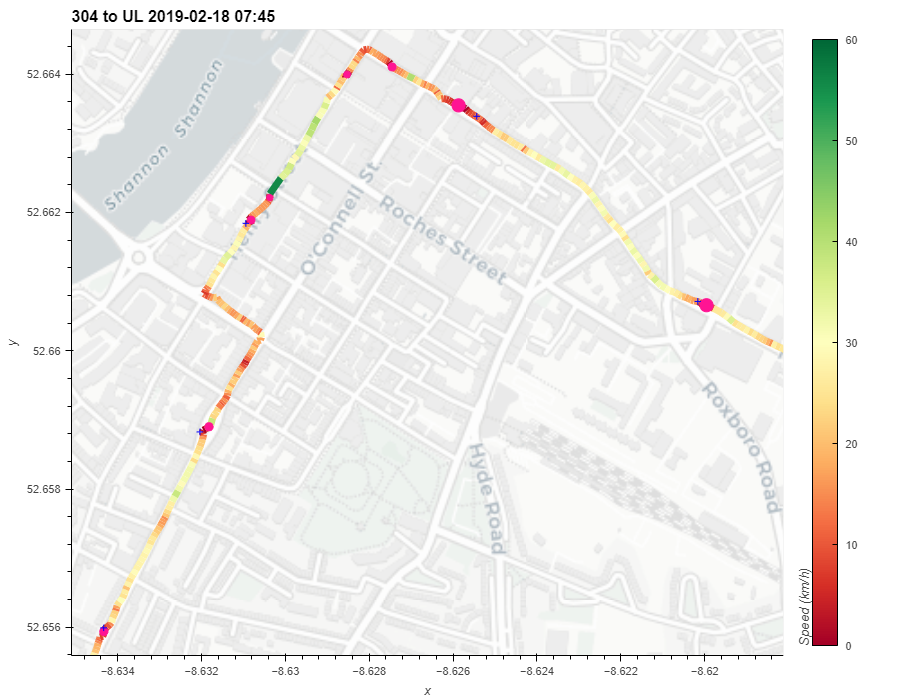 304 to UL 2019-02-18 07:45
Shannon
Shannon
O'Connell St.
Roches Street
Hyde Road
Roxboro Road
52.664
52.662
52.66
52.658
52.656
y
−8.634
−8.632
−8.63
−8.628
−8.626
−8.624
−8.622
−8.62
x
60
50
40
30
20
10
0
Speed (km/h)